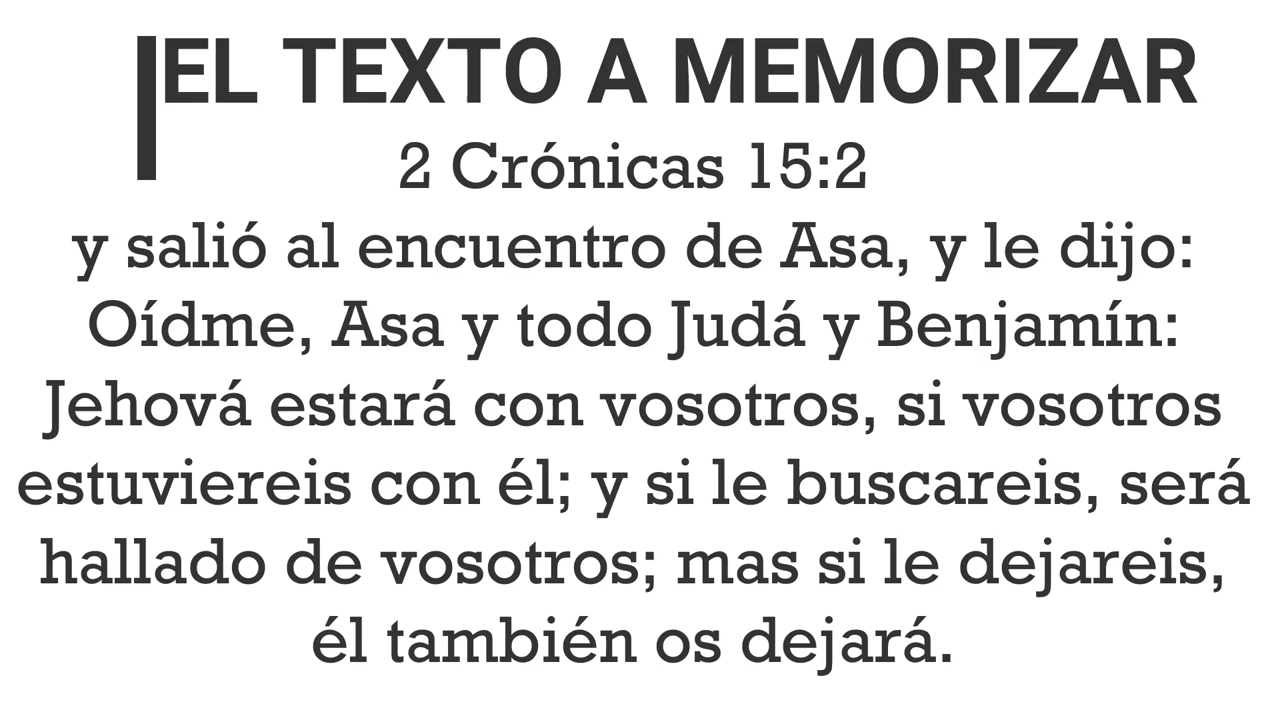 EL TEXTO A MEMORIZAR
2 Crónicas 15:2
y salió al encuentro de Asa, y le dijo:
Oídme, Asa y todo Judá y Benjamín:
Jehová estará con vosotros, si vosotros
estuviereis con él; y si le buscareis, será
hallado de vosotros; mas si le dejareis,
él también os dejará.